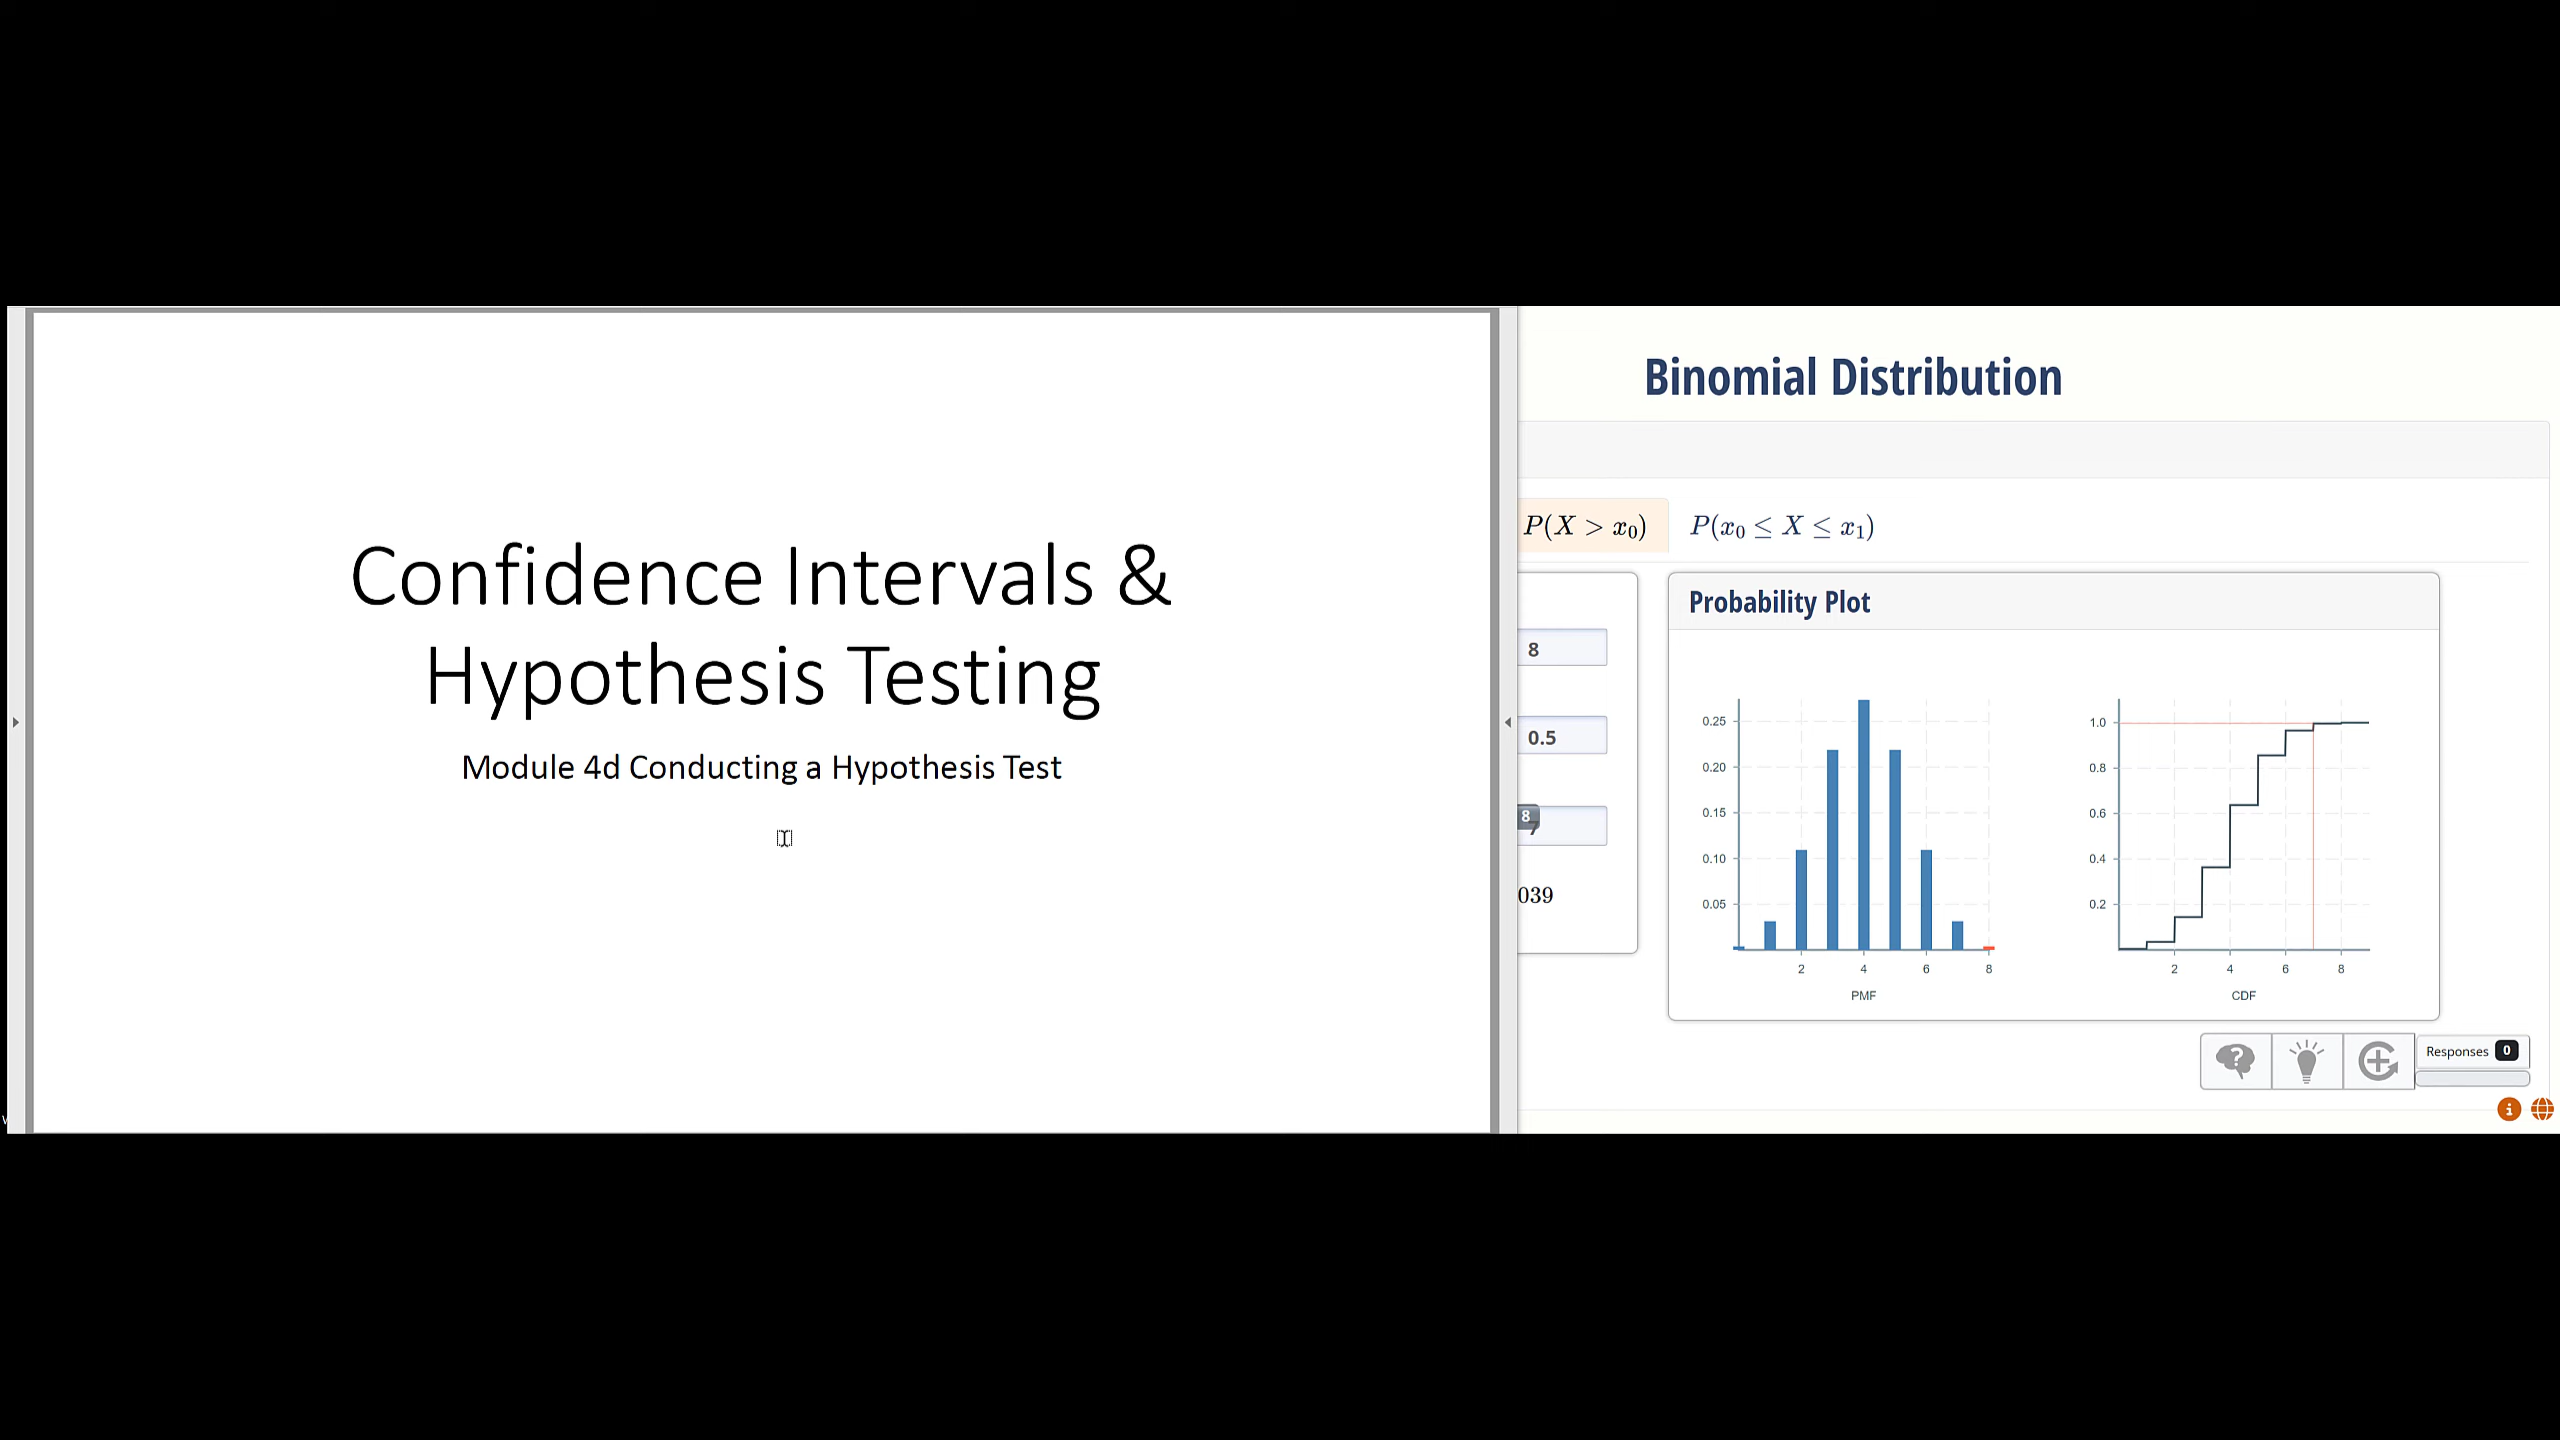 Confidence Intervals &
Hypothesis Testing
Module 4d Conducting a Hypothesis Test
Binomial Distribution
P(X > x₀) P(x₀ ≤ X ≤ x₁)
8
0.5
8
7
039
Probability Plot
0.25
0.20
0.15
0.10
0.05
2 4 6 8
PMF
1.0
0.8
0.6
0.4
0.2
2 4 6 8
CDF
?
Responses 0
i